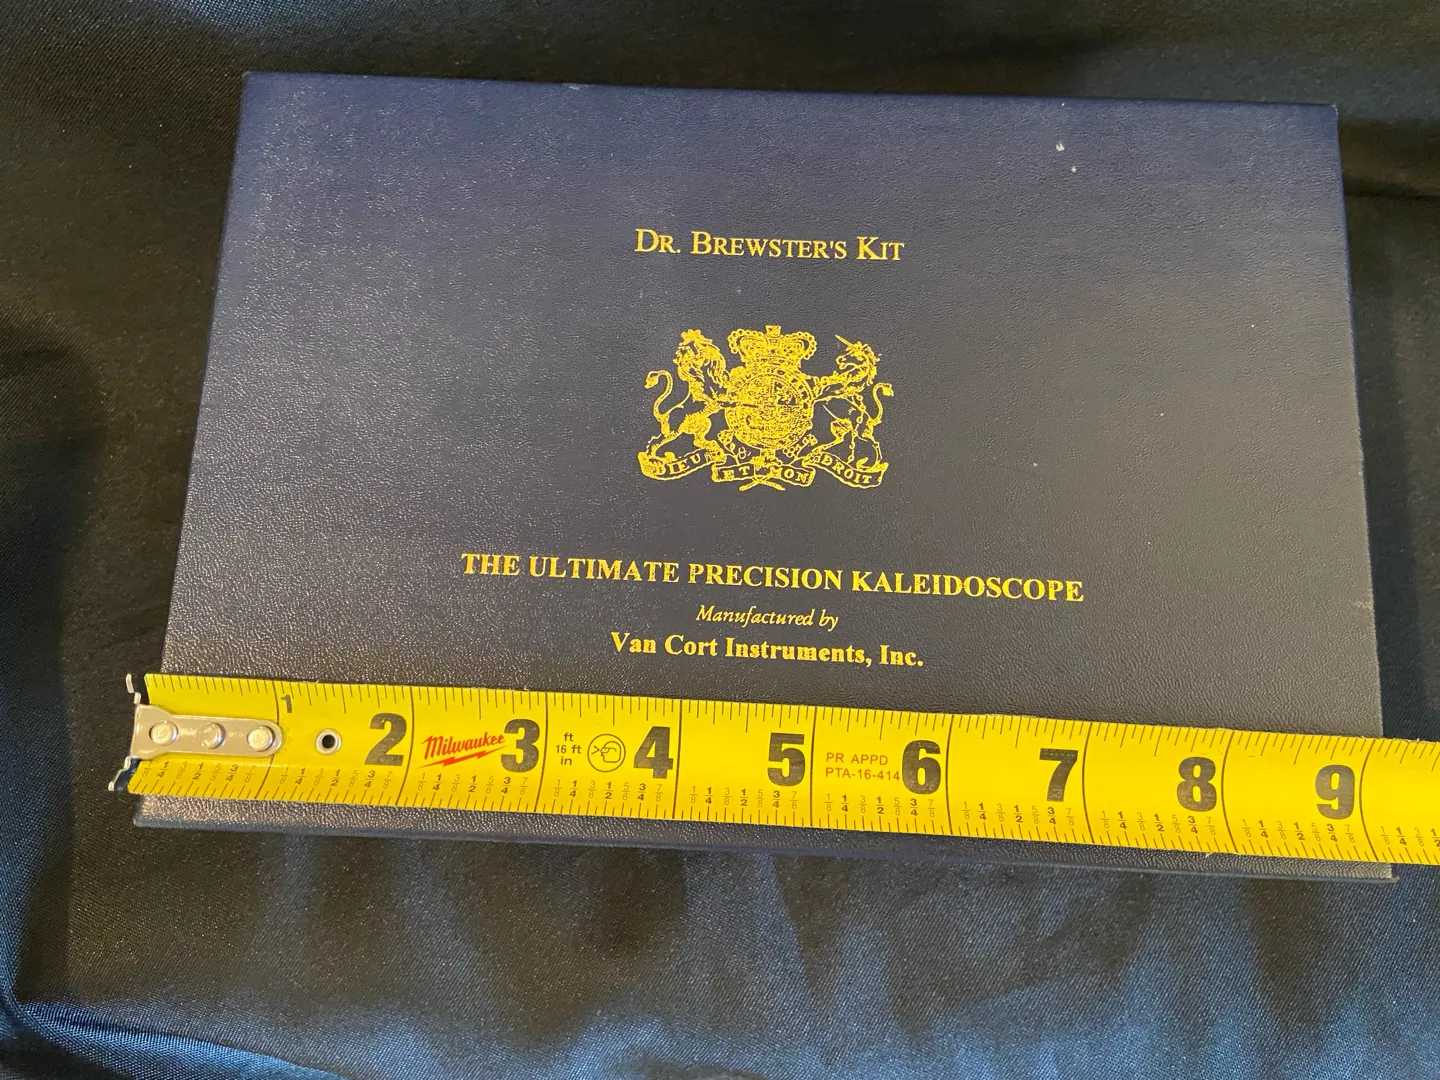 DR. BREWSTER'S KIT
DIEU ET MON DROIT
THE ULTIMATE PRECISION KALEIDOSCOPE
Manufactured by
Van Cort Instruments, Inc.
1 2 Milwaukee 3 ft 16 ft in 4 5 PR APPD PTA-16-414 6 7 8 9